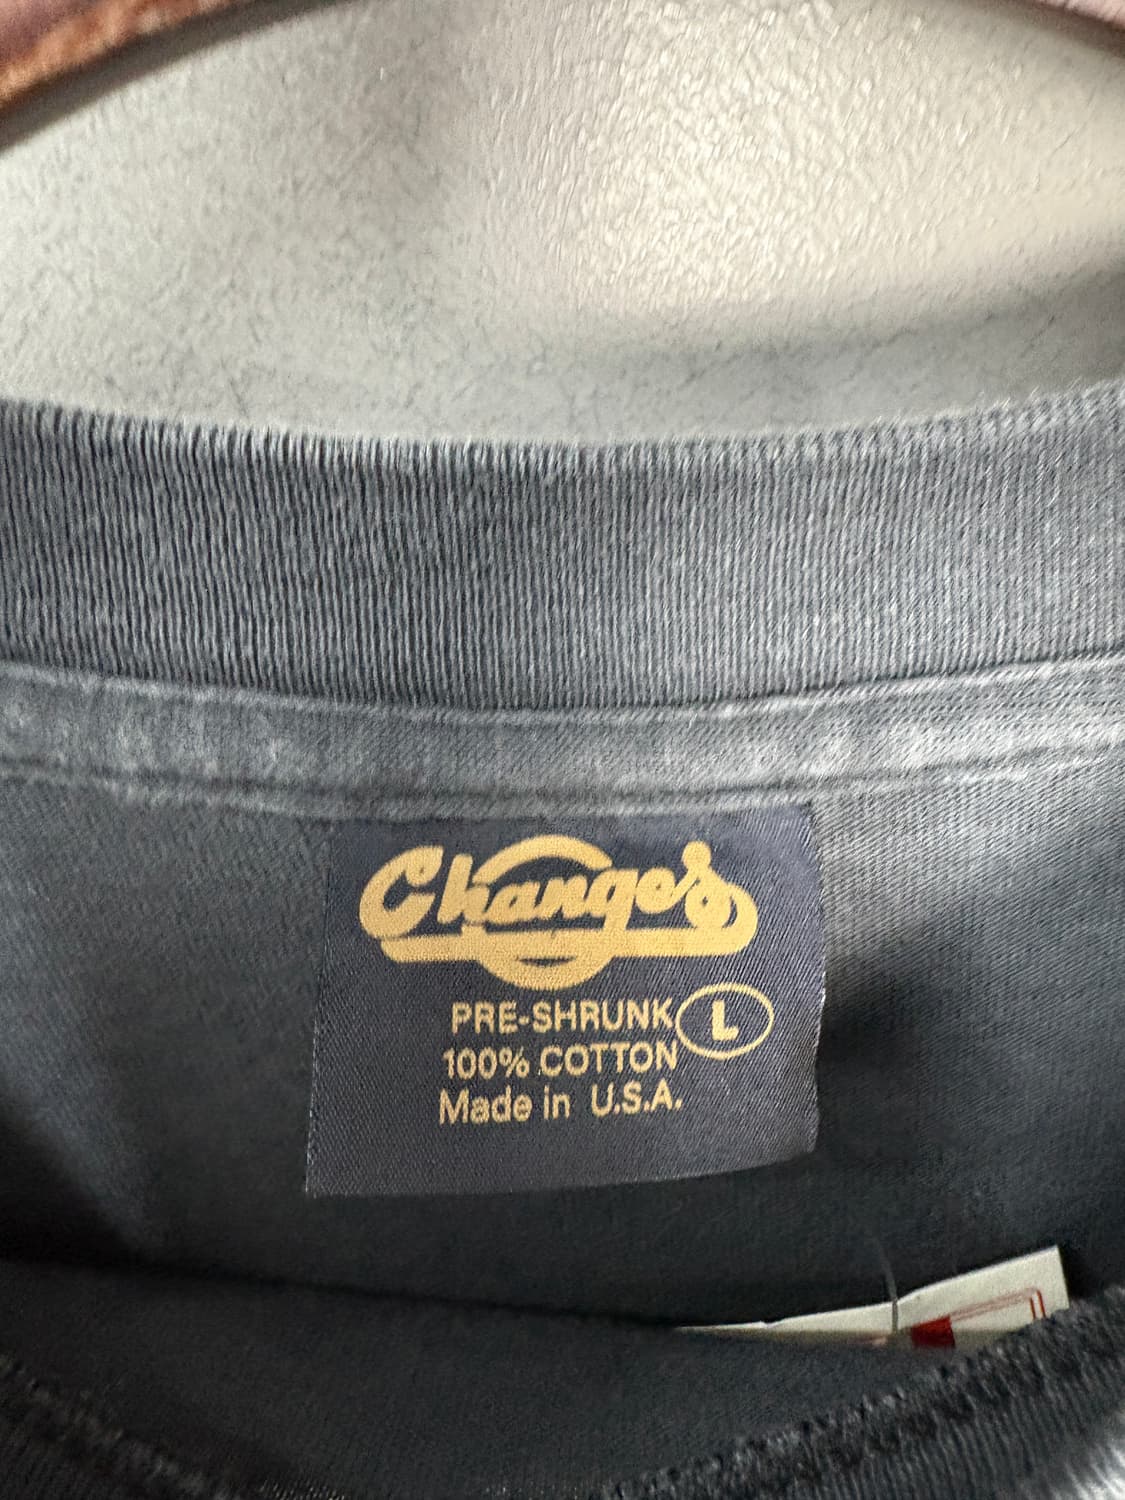 Changes
PRE-SHRUNK L
100% COTTON
Made in U.S.A.